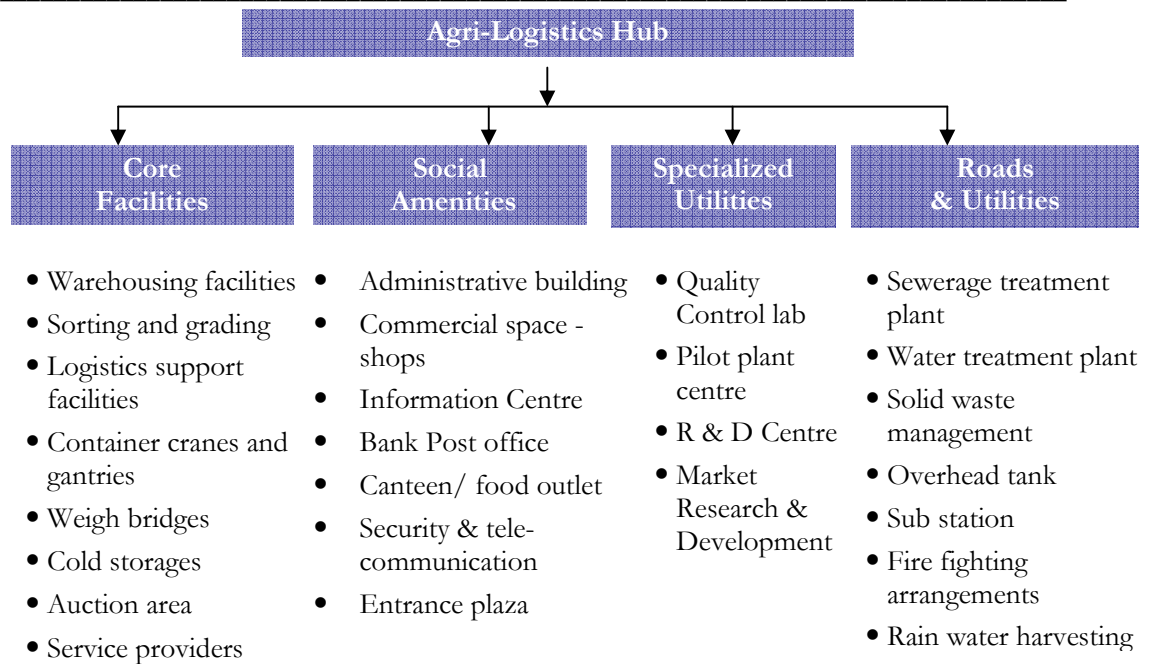 Agri-Logistics Hub
Core
Facilities
• Warehousing facilities
• Sorting and grading
• Logistics support
facilities
• Container cranes and
gantries
• Weigh bridges
• Cold storages
• Auction area
• Service providers
Social
Amenities
• Administrative building
• Commercial space -
shops
• Information Centre
• Bank Post office
• Canteen/ food outlet
• Security & tele-
communication
• Entrance plaza
Specialized
Utilities
• Quality
Control lab
• Pilot plant
centre
• R & D Centre
• Market
Research &
Development
Roads
& Utilities
• Sewerage treatment
plant
• Water treatment plant
• Solid waste
management
• Overhead tank
• Sub station
• Fire fighting
arrangements
• Rain water harvesting